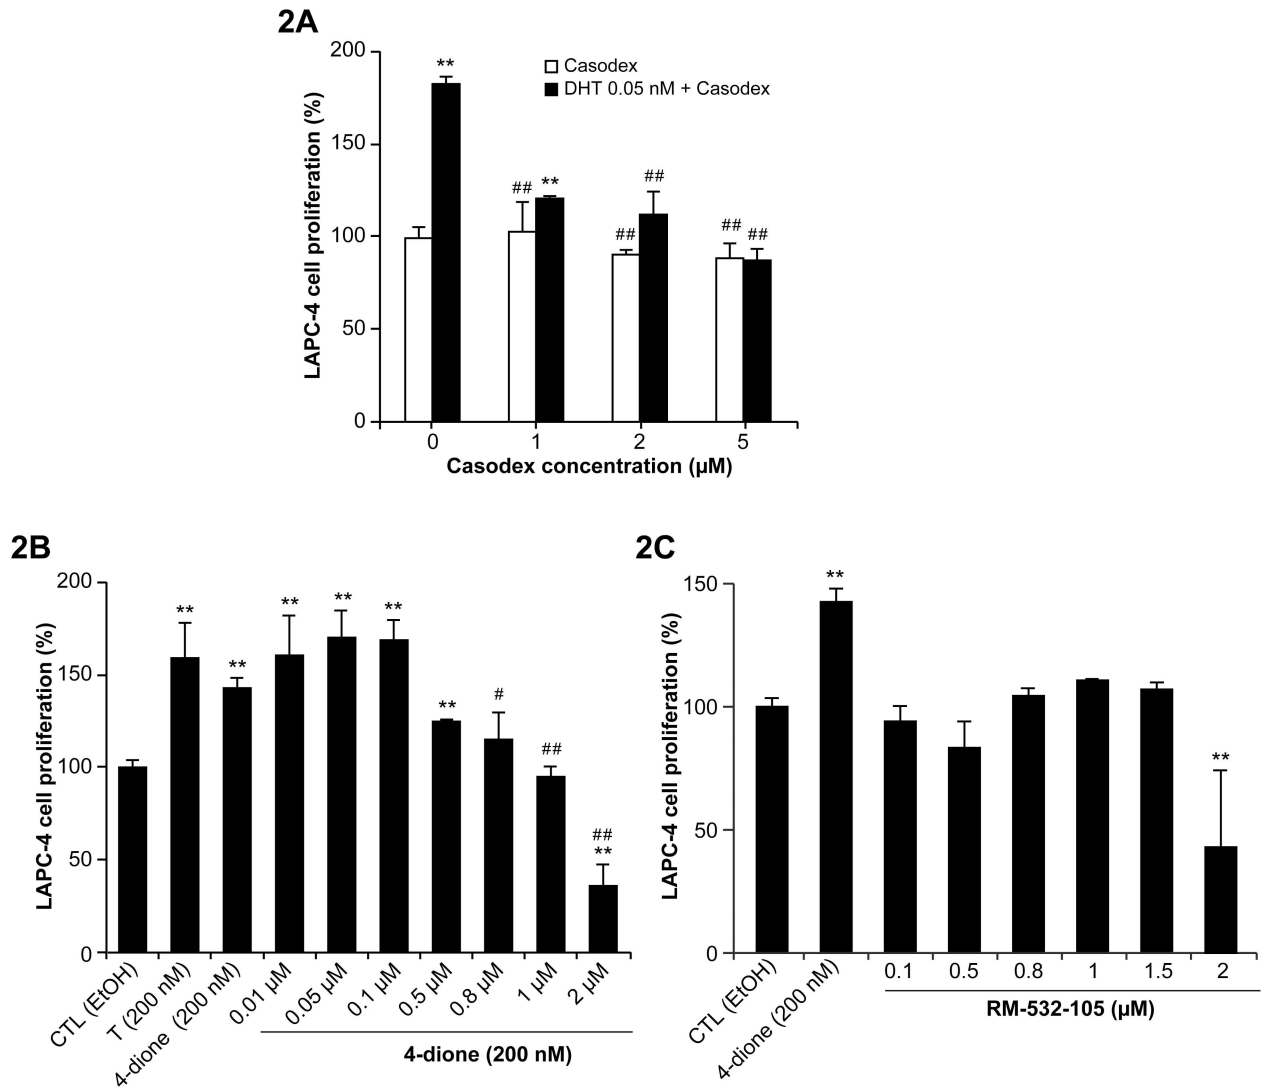 2A
200
150
100
50
0
LAPC-4 cell proliferation (%)
Casodex
DHT 0.05 nM + Casodex
**
##
**
##
##
##
##
0
1
2
5
Casodex concentration (µM)
2B
200
150
100
50
0
LAPC-4 cell proliferation (%)
**
**
**
**
**
**
#
##
##
**
CTL (EtOH)
T (200 nM)
4-dione (200 nM)
0.01 µM
0.05 µM
0.1 µM
0.5 µM
0.8 µM
1 µM
2 µM
4-dione (200 nM)
2C
150
100
50
0
LAPC-4 cell proliferation (%)
**
**
CTL (EtOH)
4-dione (200 nM)
0.1
0.5
0.8
1
1.5
2
RM-532-105 (µM)